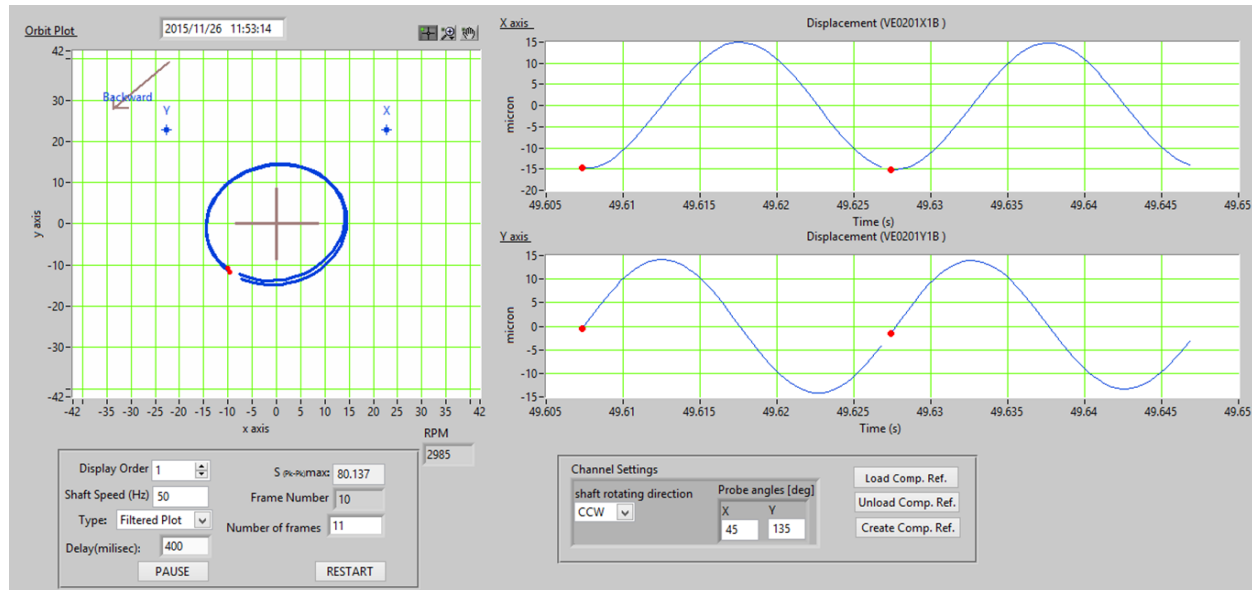 Orbit Plot
2015/11/26 11:53:14
42
30
20
10
0
-10
-20
-30
-42
y axis
Backward
Y
X
-42 -35 -30 -25 -20 -15 -10 -5 0 5 10 15 20 25 30 35 42
x axis
X axis
Displacement (VE0201X1B )
15
10
5
0
-5
-10
-15
-20
micron
49.605 49.61 49.615 49.62 49.625 49.63 49.635 49.64 49.645 49.65
Time (s)
Y axis
Displacement (VE0201Y1B )
15
10
5
0
-5
-10
-15
micron
49.605 49.61 49.615 49.62 49.625 49.63 49.635 49.64 49.645 49.65
Time (s)
RPM
2985
Display Order 1
Shaft Speed (Hz) 50
Type: Filtered Plot
Delay(milisec): 400
PAUSE
S (Pk-Pk)max: 80.137
Frame Number 10
Number of frames 11
RESTART
Channel Settings
shaft rotating direction
CCW
Probe angles [deg]
X Y
45 135
Load Comp. Ref.
Unload Comp. Ref.
Create Comp. Ref.